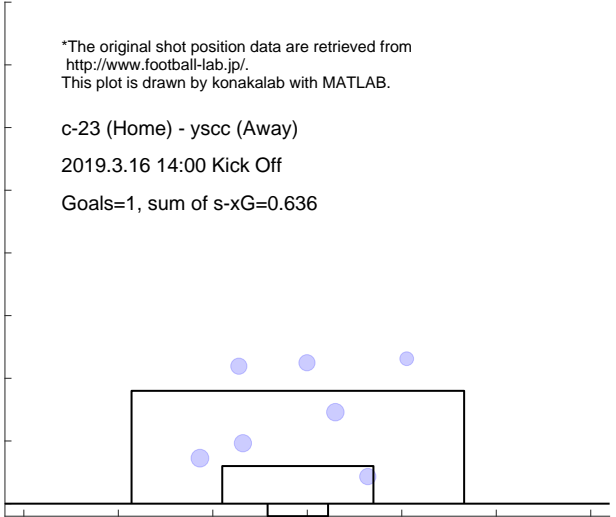 *The original shot position data are retrieved from
http://www.football-lab.jp/.
This plot is drawn by konakalab with MATLAB.
c-23 (Home) - yscc (Away)
2019.3.16 14:00 Kick Off
Goals=1, sum of s-xG=0.636